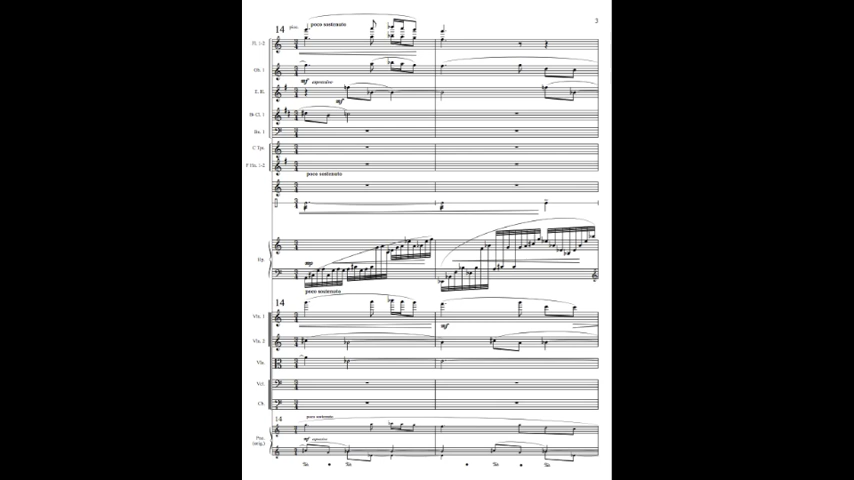 3
14
poco sostenuto
Fl. 1-2
Ob. 1
mf espressivo
E. H.
mf
Bb Cl. 1
Bn. 1
C Tpt.
F Hn. 1-2
poco sostenuto
Hp.
mp
poco sostenuto
14
Vln. 1
mf
Vln. 2
Vla.
Vcl.
Cb.
14
poco sostenuto
Pno.
(orig.)
mf espressivo